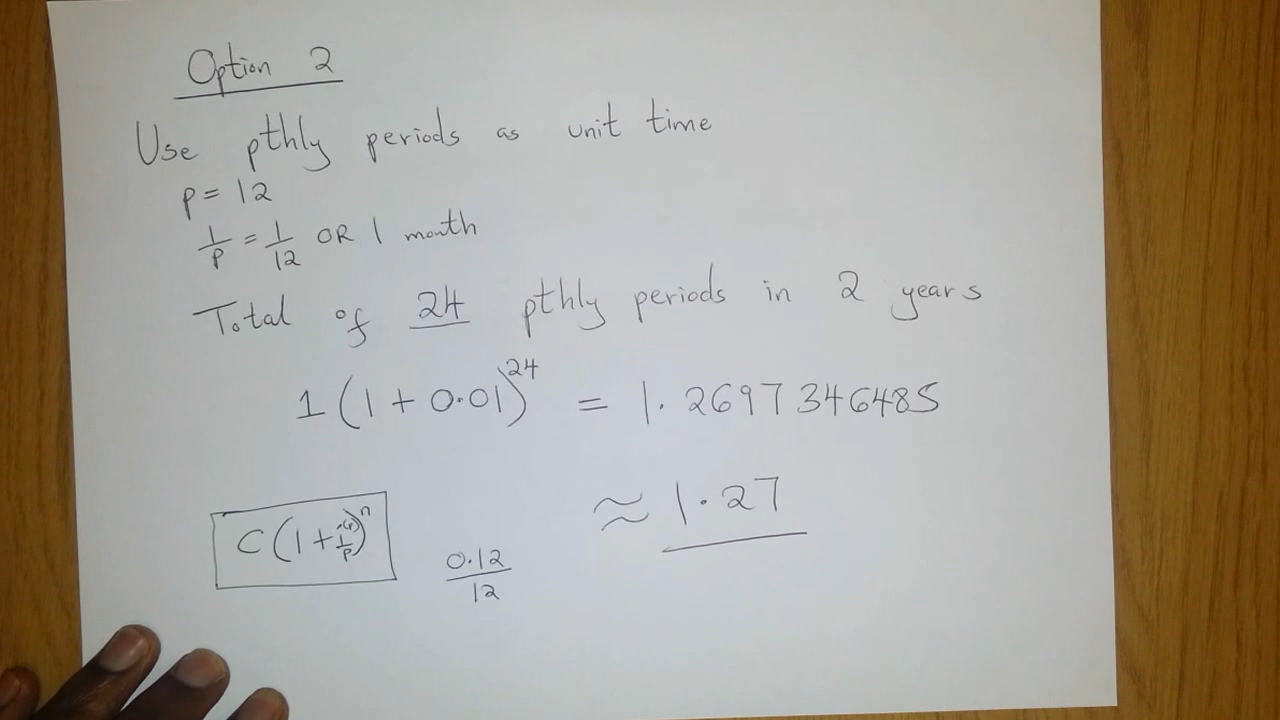 Option 2
Use pthly periods as unit time
p = 12
1/p = 1/12 OR 1 month
Total of 24 pthly periods in 2 years
1(1 + 0.01)^24 = 1.2697346485
≈ 1.27
C(1 + i^(p)/p)^n
0.12/12